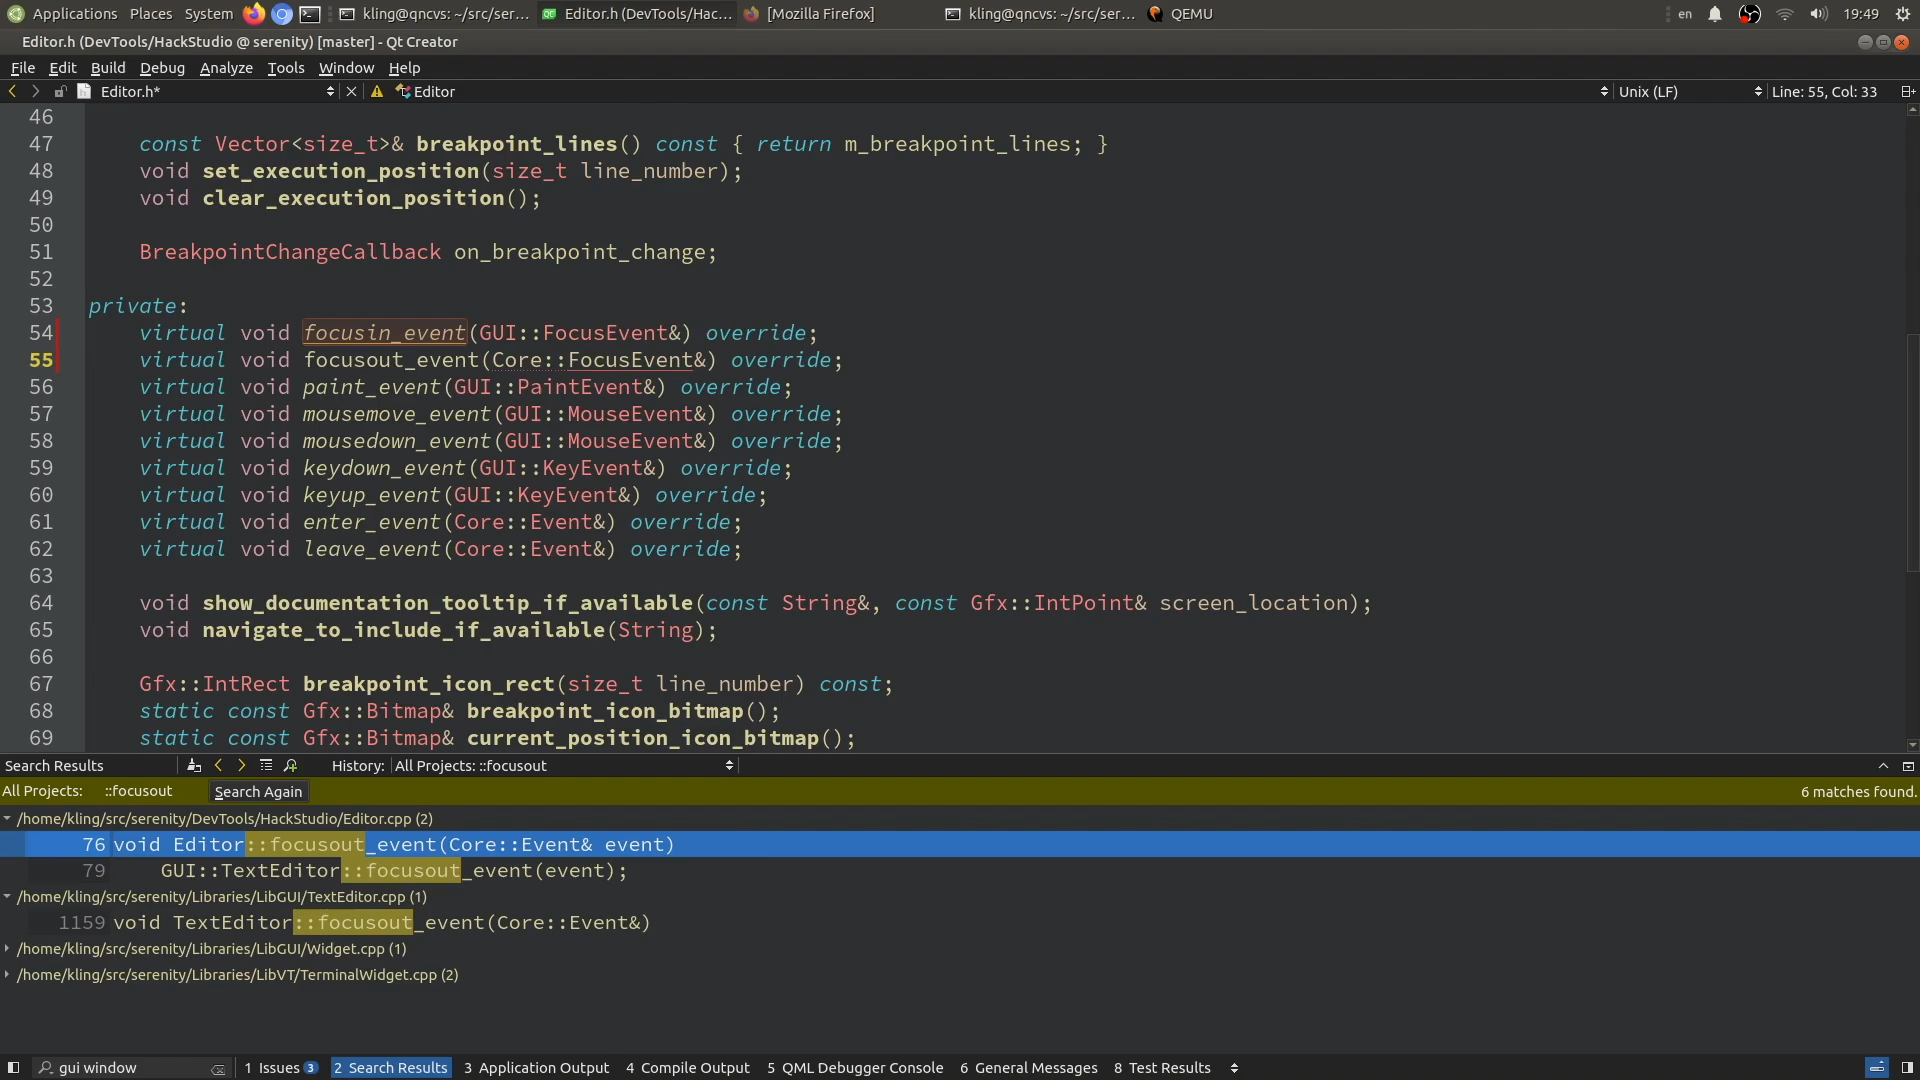 Applications Places System kling@qncvs: ~/src/ser... Editor.h (DevTools/Hac... [Mozilla Firefox] kling@qncvs: ~/src/ser... QEMU en 19:49
Editor.h (DevTools/HackStudio @ serenity) [master] - Qt Creator
File Edit Build Debug Analyze Tools Window Help
Editor.h* Editor Unix (LF) Line: 55, Col: 33
46
47 const Vector<size_t>& breakpoint_lines() const { return m_breakpoint_lines; }
48 void set_execution_position(size_t line_number);
49 void clear_execution_position();
50
51 BreakpointChangeCallback on_breakpoint_change;
52
53 private:
54 virtual void focusin_event(GUI::FocusEvent&) override;
55 virtual void focusout_event(Core::FocusEvent&) override;
56 virtual void paint_event(GUI::PaintEvent&) override;
57 virtual void mousemove_event(GUI::MouseEvent&) override;
58 virtual void mousedown_event(GUI::MouseEvent&) override;
59 virtual void keydown_event(GUI::KeyEvent&) override;
60 virtual void keyup_event(GUI::KeyEvent&) override;
61 virtual void enter_event(Core::Event&) override;
62 virtual void leave_event(Core::Event&) override;
63
64 void show_documentation_tooltip_if_available(const String&, const Gfx::IntPoint& screen_location);
65 void navigate_to_include_if_available(String);
66
67 Gfx::IntRect breakpoint_icon_rect(size_t line_number) const;
68 static const Gfx::Bitmap& breakpoint_icon_bitmap();
69 static const Gfx::Bitmap& current_position_icon_bitmap();
Search Results History: All Projects: ::focusout
All Projects: ::focusout Search Again 6 matches found.
/home/kling/src/serenity/DevTools/HackStudio/Editor.cpp (2)
76 void Editor::focusout_event(Core::Event& event)
79 GUI::TextEditor::focusout_event(event);
/home/kling/src/serenity/Libraries/LibGUI/TextEditor.cpp (1)
1159 void TextEditor::focusout_event(Core::Event&)
/home/kling/src/serenity/Libraries/LibGUI/Widget.cpp (1)
/home/kling/src/serenity/Libraries/LibVT/TerminalWidget.cpp (2)
gui window 1 Issues 3 2 Search Results 3 Application Output 4 Compile Output 5 QML Debugger Console 6 General Messages 8 Test Results